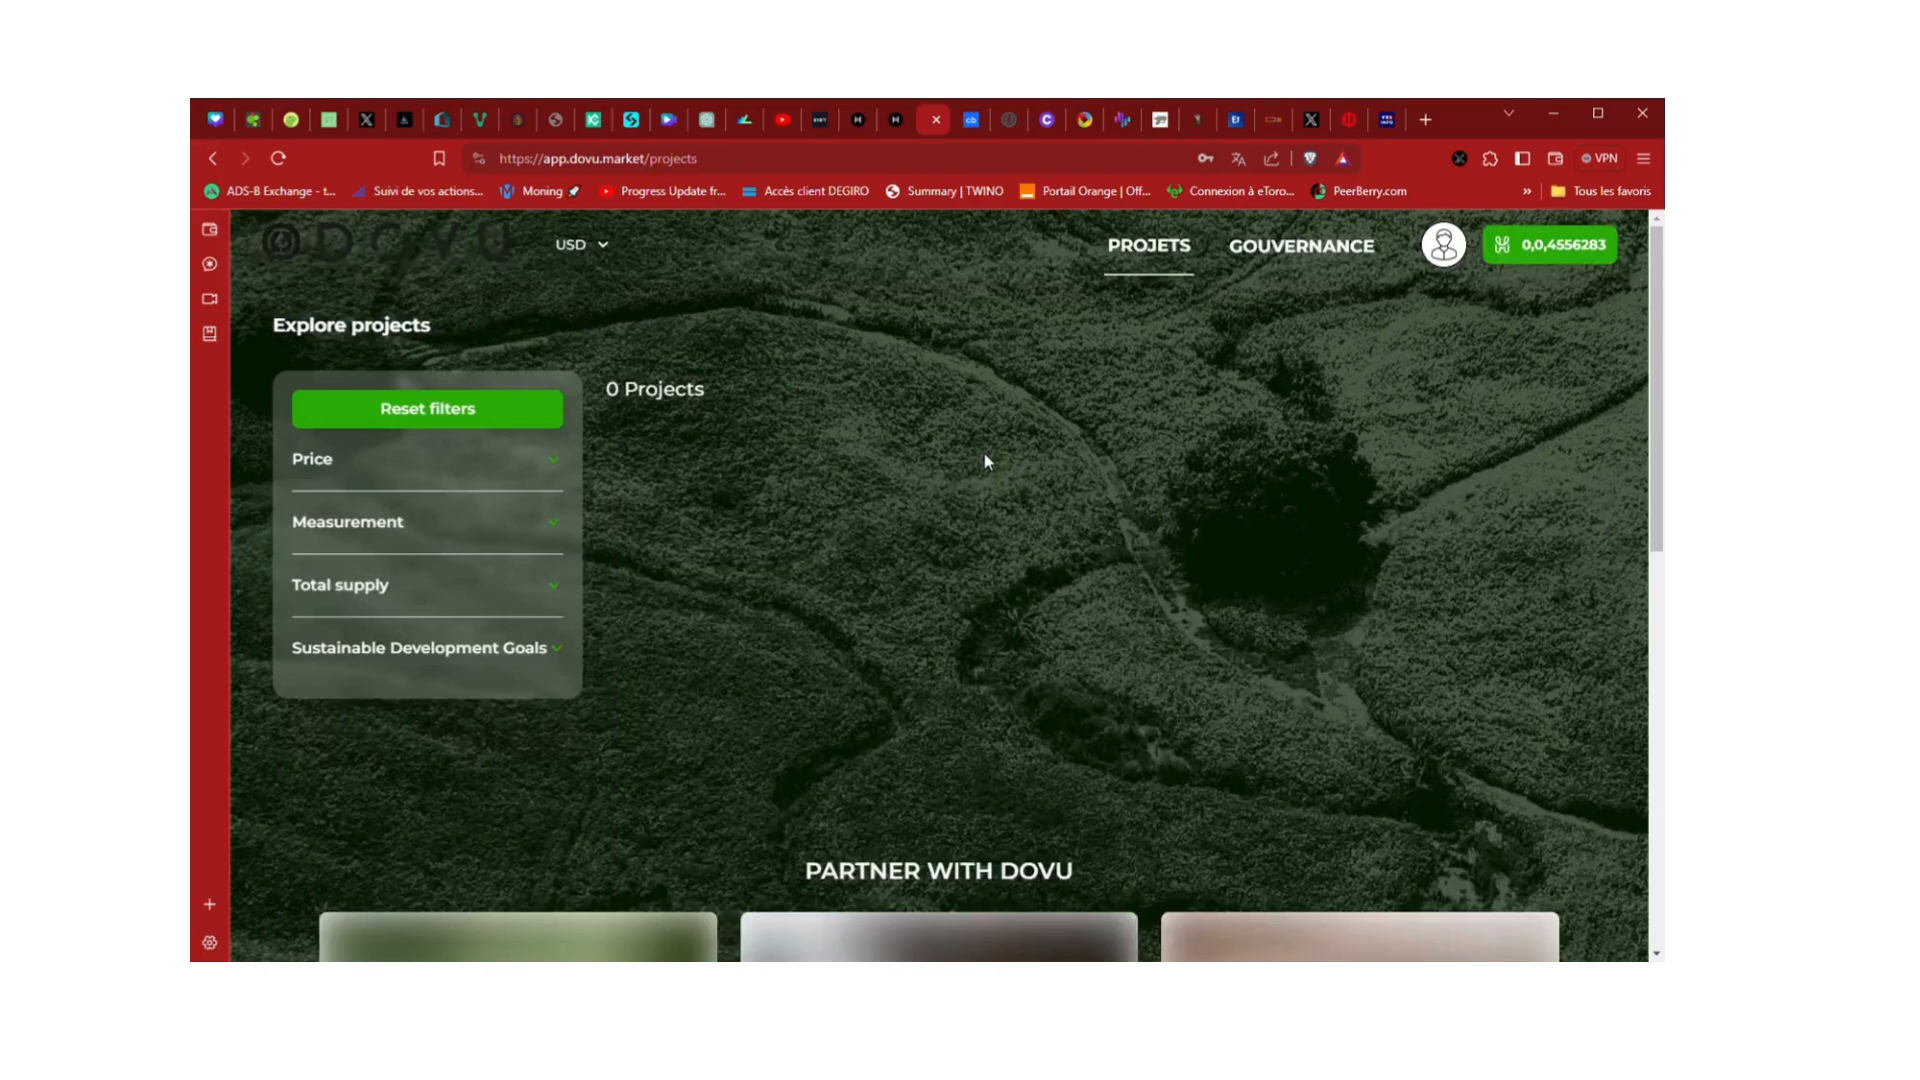 https://app.dovu.market/projects
VPN
ADS-B Exchange - t...
Suivi de vos actions...
Moning
Progress Update fr...
Accès client DEGIRO
Summary | TWINO
Portail Orange | Off...
Connexion à eToro...
PeerBerry.com
»
Tous les favoris
DOVU
USD
PROJETS
GOUVERNANCE
0,0,4556283
Explore projects
0 Projects
Reset filters
Price
Measurement
Total supply
Sustainable Development Goals
PARTNER WITH DOVU